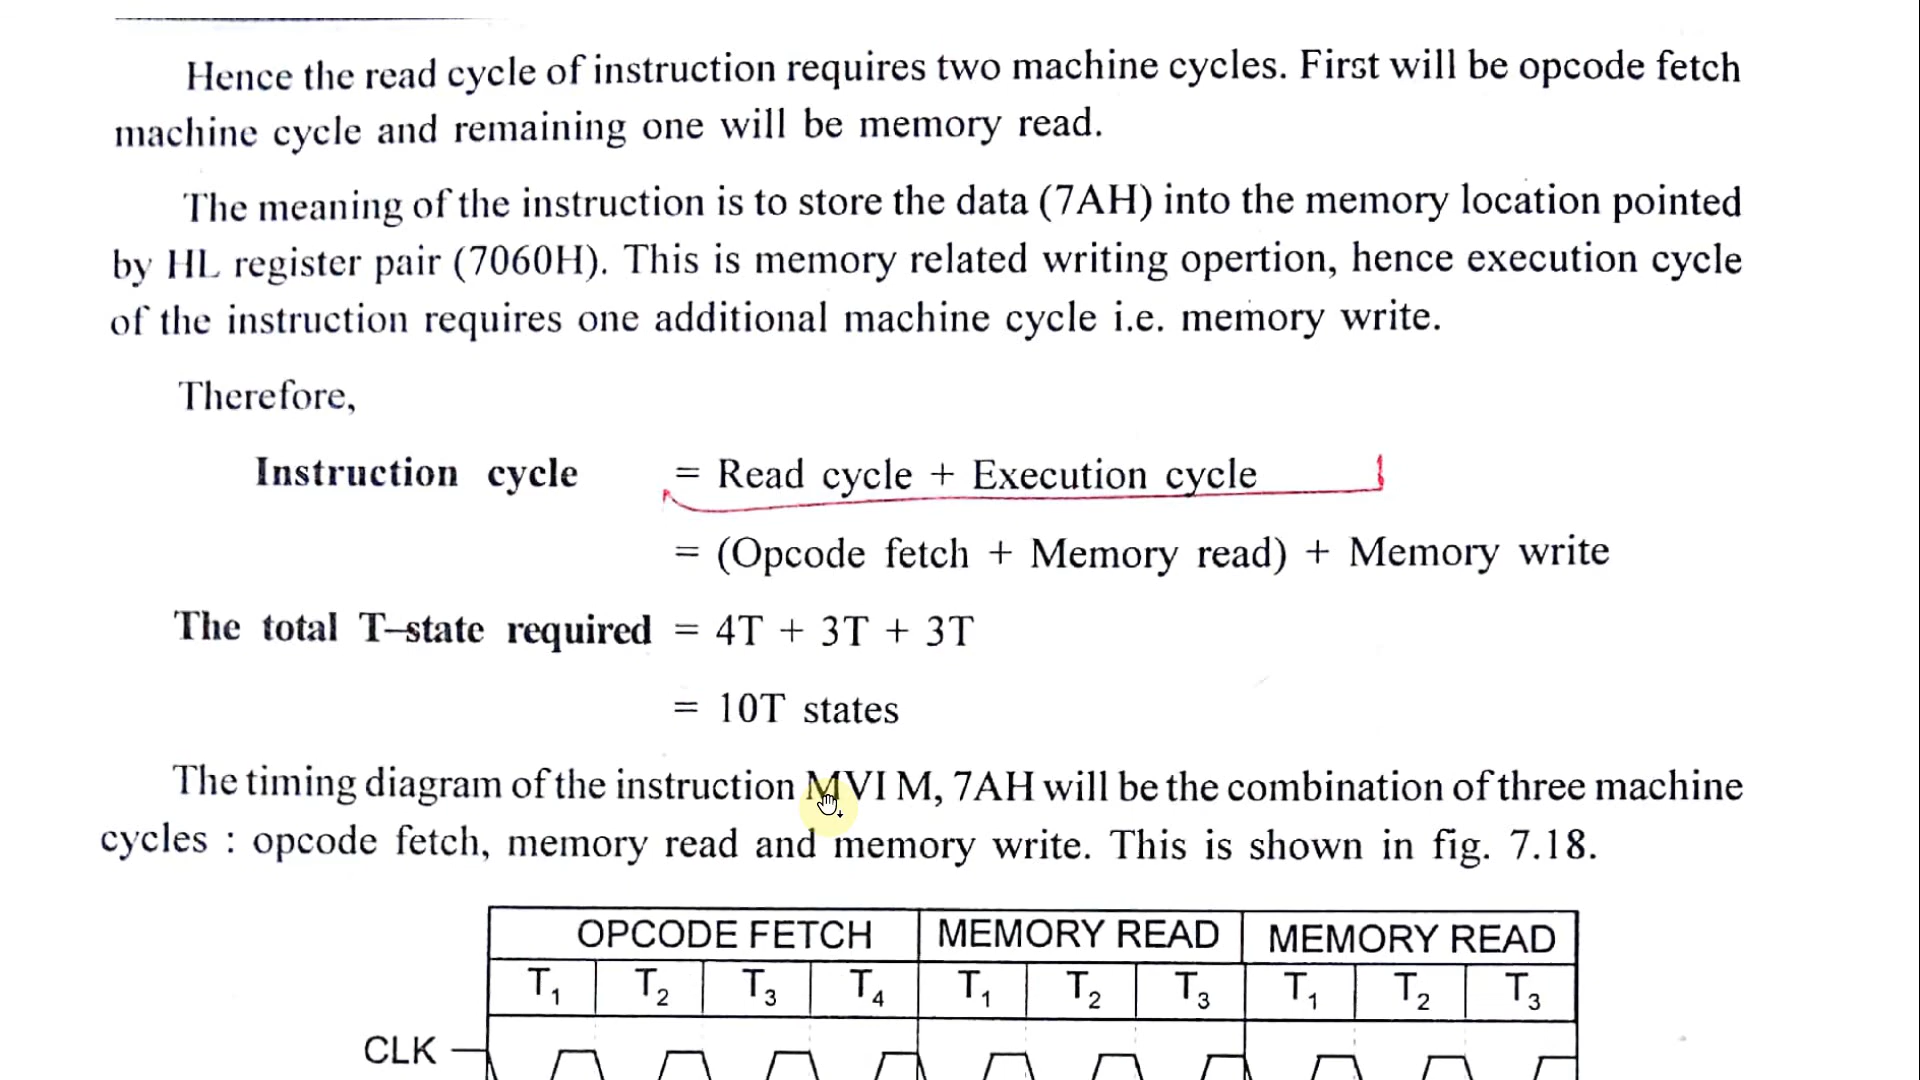 Hence the read cycle of instruction requires two machine cycles. First will be opcode fetch
machine cycle and remaining one will be memory read.
The meaning of the instruction is to store the data (7AH) into the memory location pointed
by HL register pair (7060H). This is memory related writing opertion, hence execution cycle
of the instruction requires one additional machine cycle i.e. memory write.
Therefore,
Instruction cycle = Read cycle + Execution cycle
= (Opcode fetch + Memory read) + Memory write
The total T–state required = 4T + 3T + 3T
= 10T states
The timing diagram of the instruction MVI M, 7AH will be the combination of three machine
cycles : opcode fetch, memory read and memory write. This is shown in fig. 7.18.
OPCODE FETCH MEMORY READ MEMORY READ
T1 T2 T3 T4 T1 T2 T3 T1 T2 T3
CLK